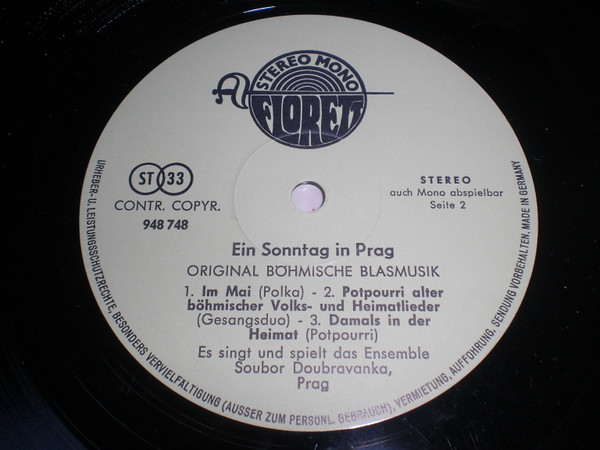 STEREO MONO
FLORETT
ST 33
CONTR. COPYR.
948 748
STEREO
auch Mono abspielbar
Seite 2
Ein Sonntag in Prag
ORIGINAL BÖHMISCHE BLASMUSIK
1. Im Mai (Polka) - 2. Potpourri alter
böhmischer Volks- und Heimatlieder
(Gesangsduo) - 3. Damals in der
Heimat (Potpourri)
Es singt und spielt das Ensemble
Soubor Doubravanka,
Prag
URHEBER-U. LEISTUNGSSCHUTZRECHTE, BESONDERS VERVIELFÄLTIGUNG (AUSSER ZUM PERSÖNL. GEBRAUCH), VERMIETUNG, AUFFÜHRUNG, SENDUNG VORBEHALTEN. MADE IN GERMANY